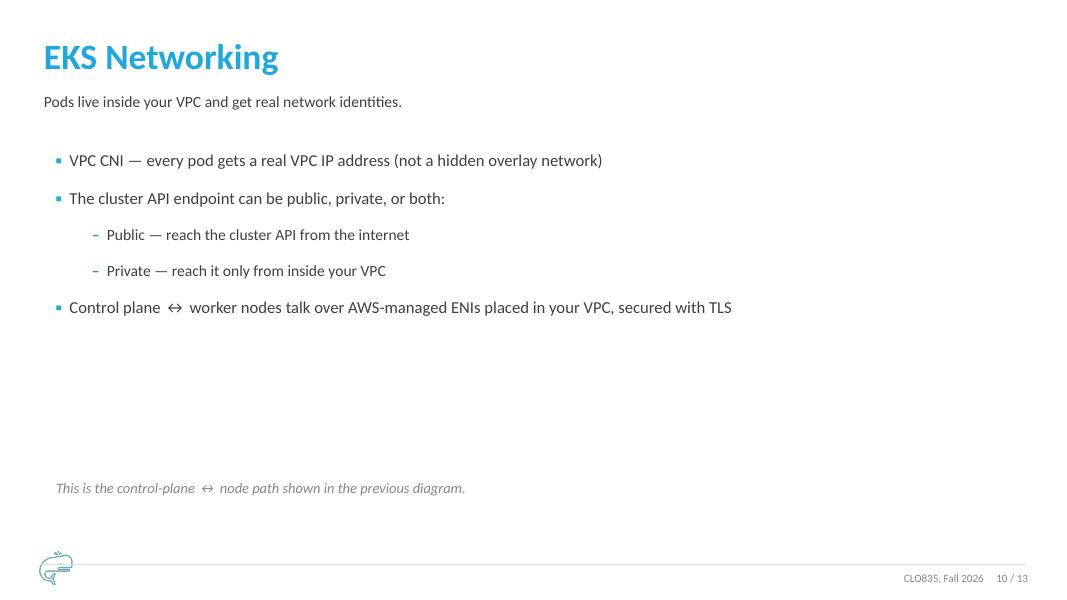 EKS Networking
Pods live inside your VPC and get real network identities.
▪ VPC CNI — every pod gets a real VPC IP address (not a hidden overlay network)
▪ The cluster API endpoint can be public, private, or both:
– Public — reach the cluster API from the internet
– Private — reach it only from inside your VPC
▪ Control plane ↔ worker nodes talk over AWS-managed ENIs placed in your VPC, secured with TLS
This is the control-plane ↔ node path shown in the previous diagram.
CLO835, Fall 2026 10 / 13